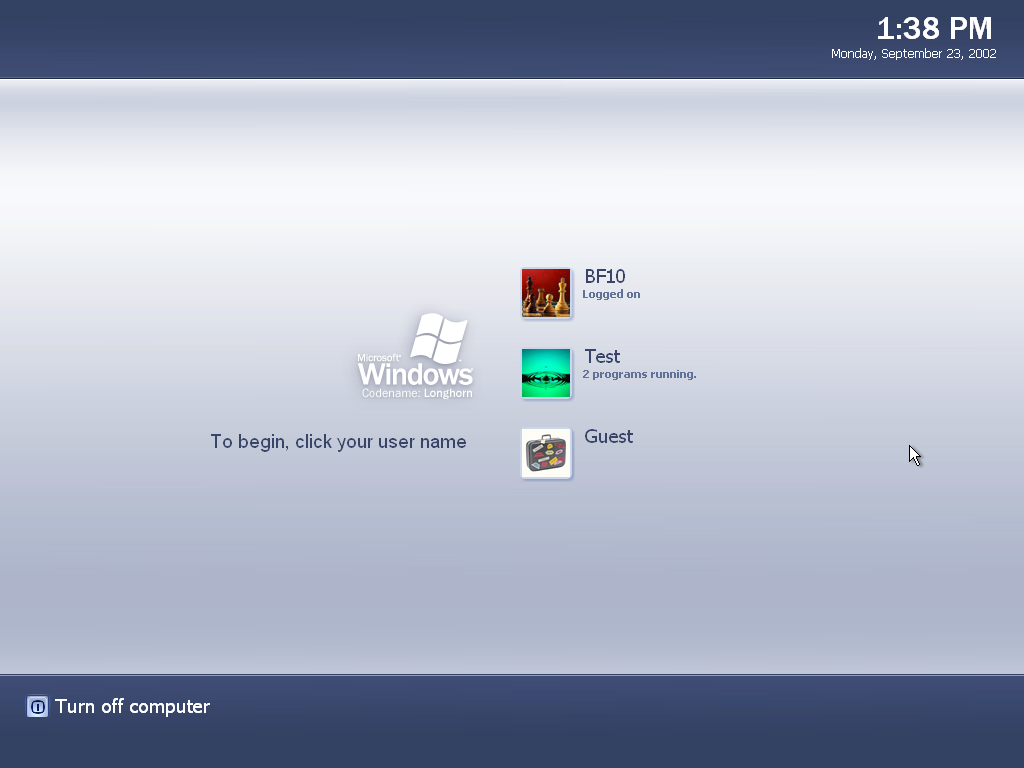 1:38 PM
Monday, September 23, 2002
BF10
Logged on
Microsoft®
Windows
Codename: Longhorn
Test
2 programs running.
To begin, click your user name
Guest
Turn off computer